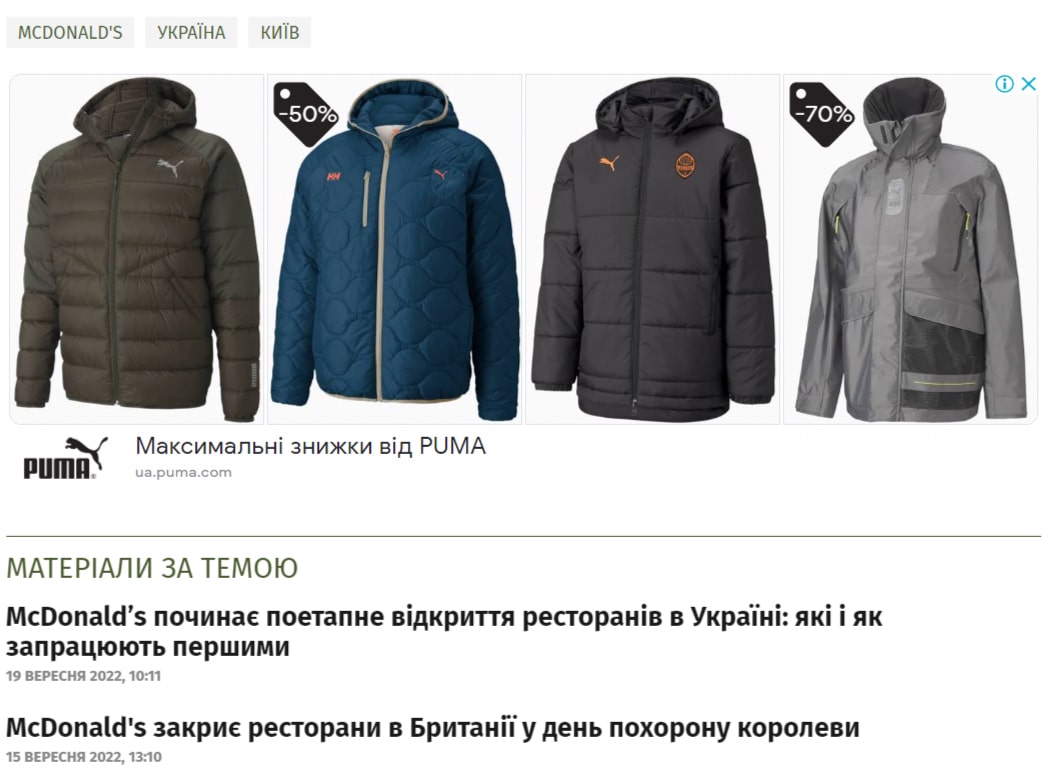 MCDONALD'S УКРАЇНА КИЇВ
-50%
-70%
HH
PUMA
Максимальні знижки від PUMA
ua.puma.com
МАТЕРІАЛИ ЗА ТЕМОЮ
McDonald’s починає поетапне відкриття ресторанів в Україні: які і як
запрацюють першими
19 ВЕРЕСНЯ 2022, 10:11
McDonald's закриє ресторани в Британії у день похорону королеви
15 ВЕРЕСНЯ 2022, 13:10